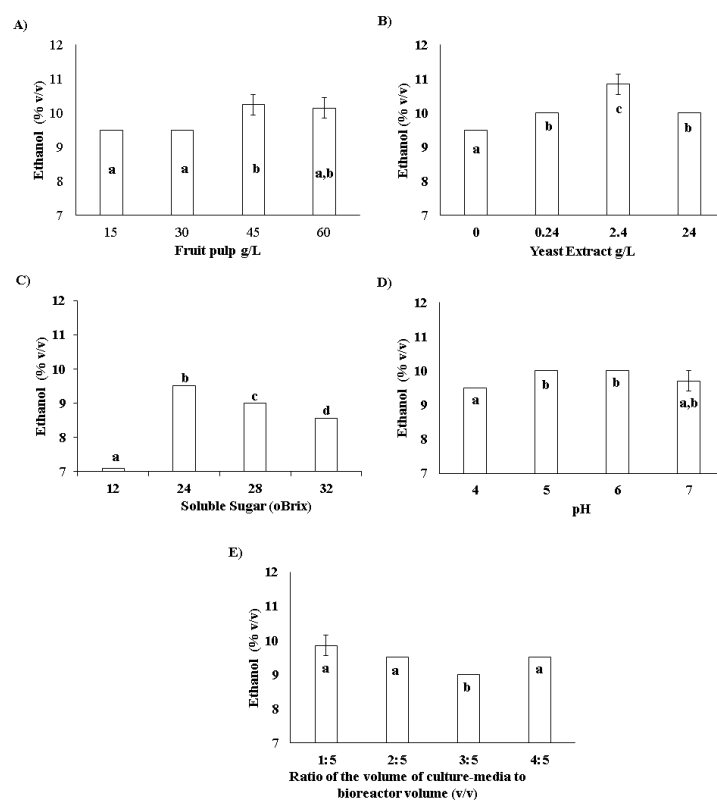 A)
Ethanol (% v/v)
12
11
10
9
8
7
a
a
b
a,b
15 30 45 60
Fruit pulp g/L
B)
Ethanol (% v/v)
12
11
10
9
8
7
a
b
c
b
0 0.24 2.4 24
Yeast Extract g/L
C)
Ethanol (% v/v)
12
11
10
9
8
7
a
b
c
d
12 24 28 32
Soluble Sugar (oBrix)
D)
Ethanol (% v/v)
12
11
10
9
8
7
a
b
b
a,b
4 5 6 7
pH
E)
Ethanol (% v/v)
12
11
10
9
8
7
a
a
b
a
1:5 2:5 3:5 4:5
Ratio of the volume of culture-media to
bioreactor volume (v/v)